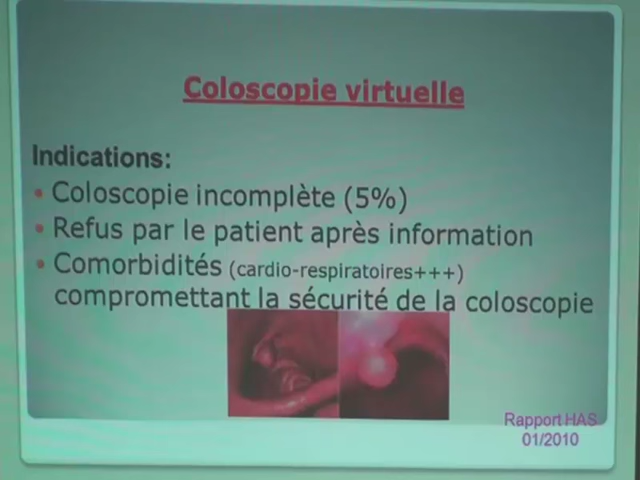 Coloscopie virtuelle
Indications:
• Coloscopie incomplète (5%)
• Refus par le patient après information
• Comorbidités (cardio-respiratoires+++)
compromettant la sécurité de la coloscopie
Rapport HAS
01/2010